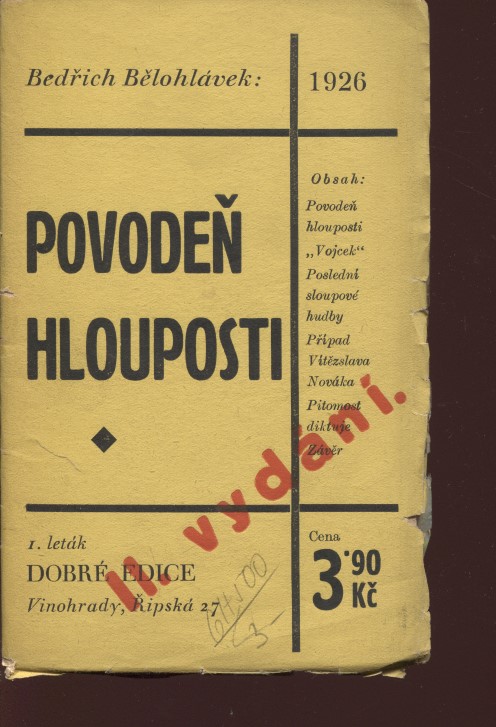 Bedřich Bělohlávek:
1926
POVODEŇ
HLOUPOSTI
Obsah:
Povodeň
hlouposti
„Vojcek“
Poslední
sloupové
hudby
Případ
Vítězslava
Nováka
Pitomost
diktuje
Závěr
II. vydání.
1. leták
DOBRÉ EDICE
Vinohrady, Řipská 27
Cena
3·90
Kč
3-